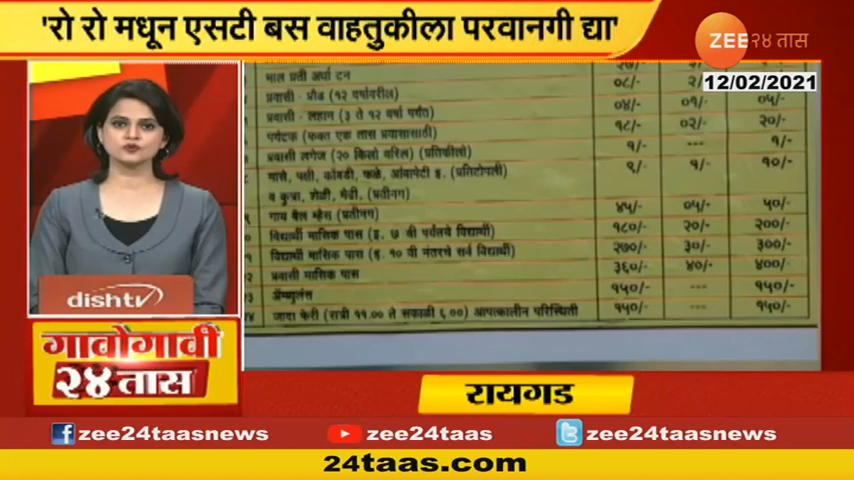 'रो रो मधून एसटी बस वाहतुकीला परवानगी द्या'
ZEE २४ तास
12/02/2021
माल प्रती अर्धा टन
प्रवासी - प्रौढ (१२ वर्षावरील) ०८/-
प्रवासी - लहान (३ ते १२ वर्षा पर्यंत) ०४/- ०१/- ०५/-
पर्यटक (फक्त एक तास प्रवासासाठी) १८/- ०२/- २०/-
प्रवासी लगेज (२० किलो वरिल) (प्रतीकीलो) १/- --- १/-
मासे, पक्षी, कोंबडी, फळे, आंबापेटी इ. (प्रतिटोपली) ९/- १/- १०/-
व कुत्रा, शेळी, मेंढी, (प्रतीनग)
गाय बैल म्हैस (प्रतीनग) ४५/- ०५/- ५०/-
विद्यार्थी मासिक पास (इ. ७ वी पर्यंतचे विद्यार्थी) १८०/- २०/- २००/-
विद्यार्थी मासिक पास (इ. १० वी नंतरचे सर्व विद्यार्थी) २७०/- ३०/- ३००/-
प्रवासी मासिक पास ३६०/- ४०/- ४००/-
ॲम्ब्युलंस १५०/- --- १५०/-
जादा फेरी (रात्री ११.०० ते सकाळी ६.००) आपत्कालीन परिस्थिती १५०/- --- १५०/-
dishtv
गावोगावी
२४ तास
रायगड
zee24taasnews zee24taas zee24taasnews
24taas.com